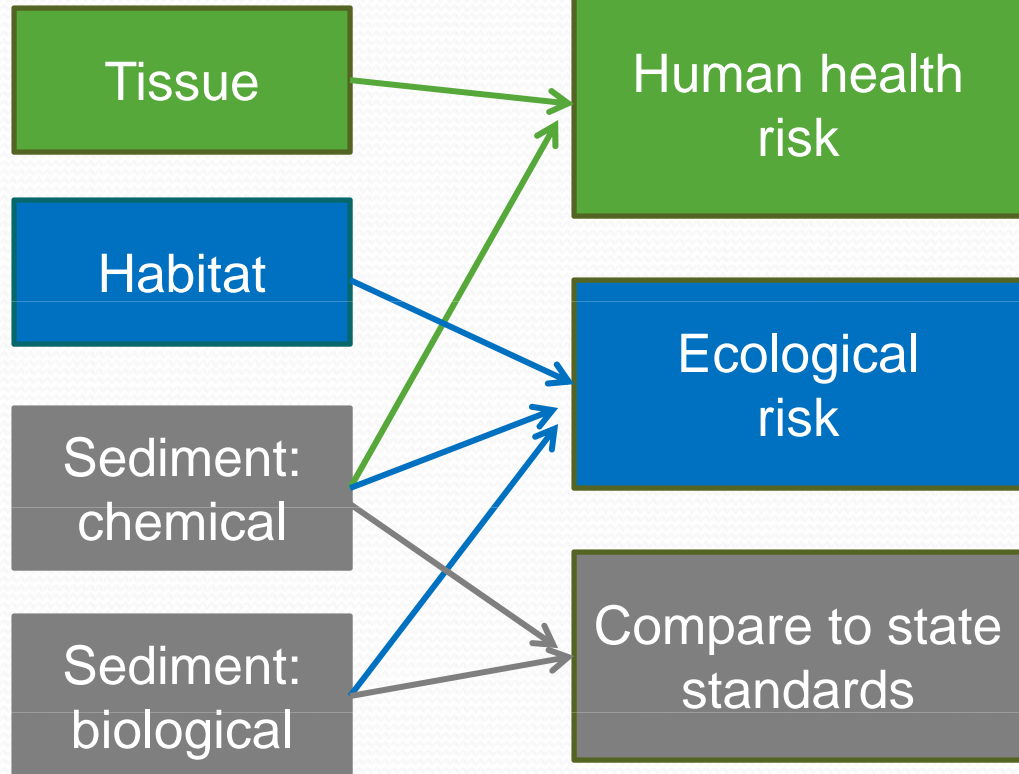 Tissue
Habitat
Sediment:
chemical
Sediment:
biological
Human health
risk
Ecological
risk
Compare to state
standards